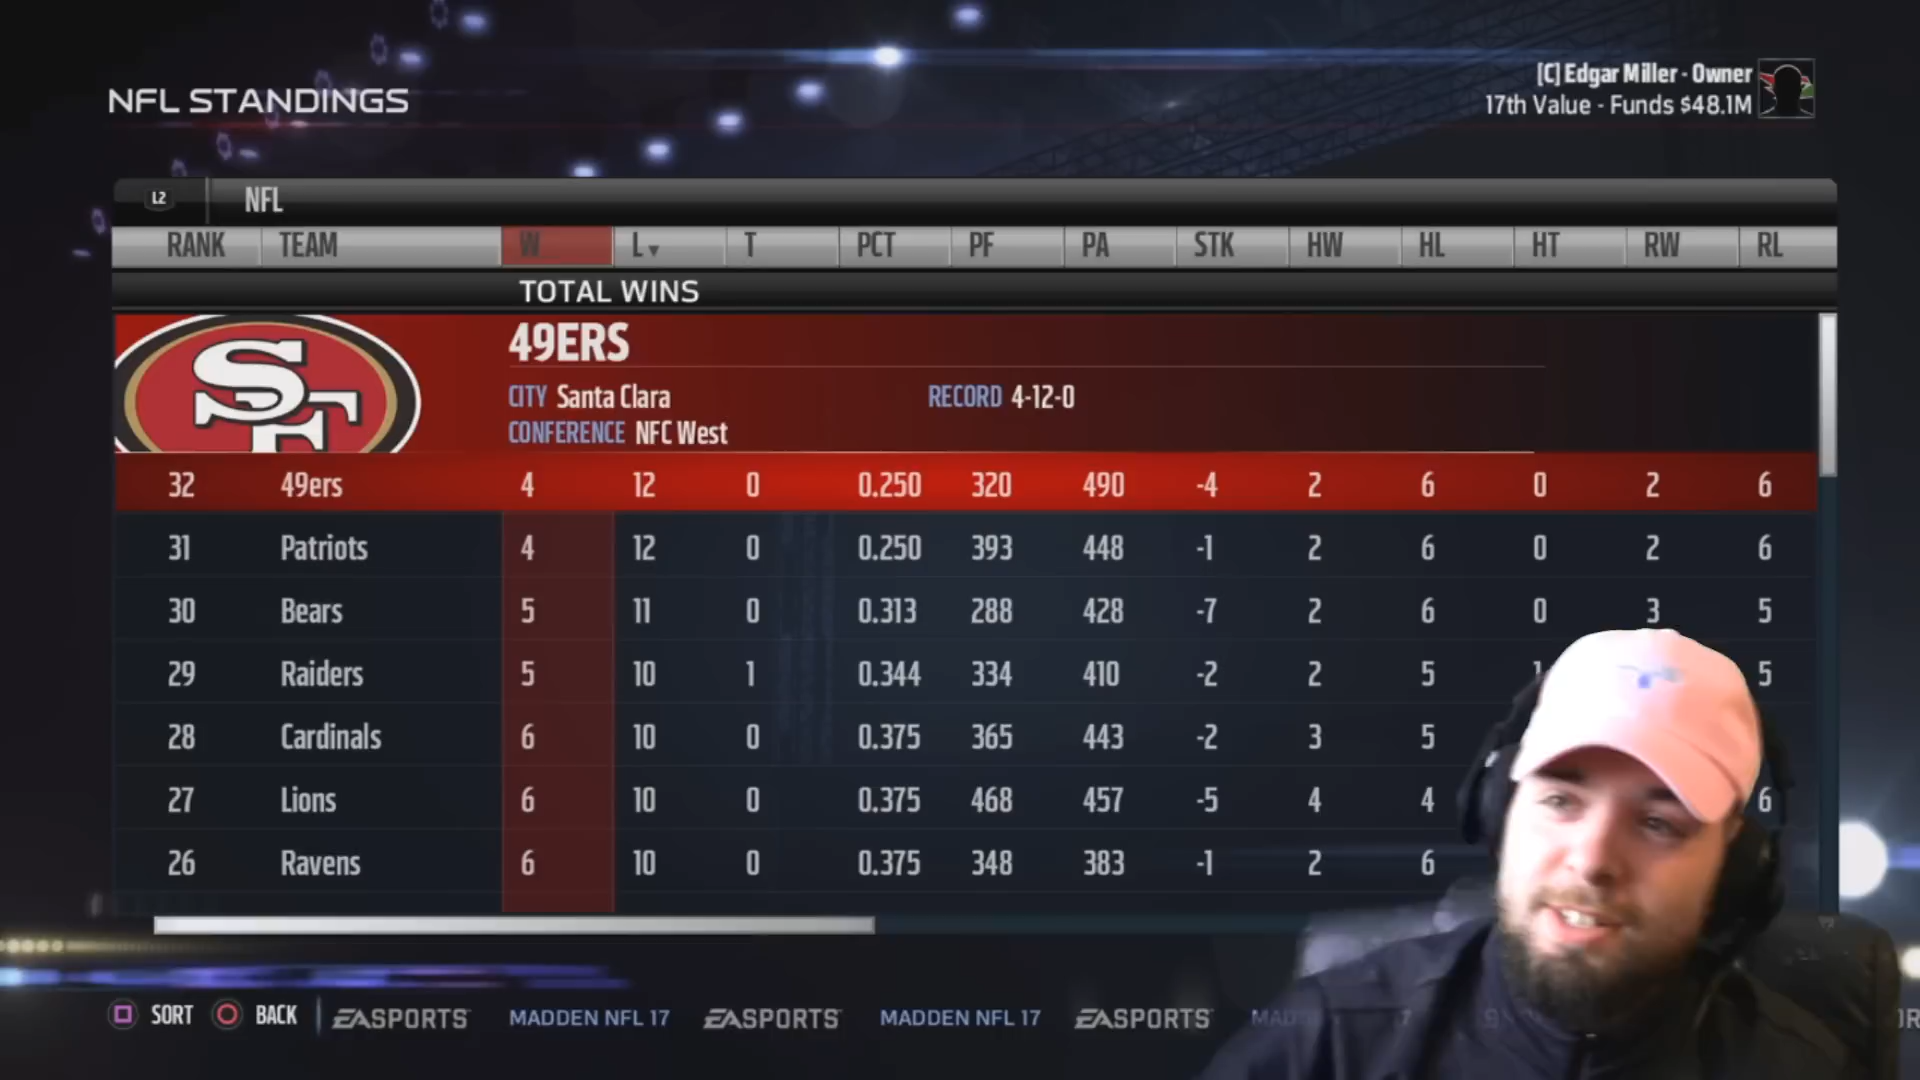 NFL STANDINGS
[C] Edgar Miller - Owner
17th Value - Funds $48.1M
L2 NFL
RANK TEAM W L T PCT PF PA STK HW HL HT RW RL
TOTAL WINS
SF
49ERS
CITY Santa Clara RECORD 4-12-0
CONFERENCE NFC West
32 49ers 4 12 0 0.250 320 490 -4 2 6 0 2 6
31 Patriots 4 12 0 0.250 393 448 -1 2 6 0 2 6
30 Bears 5 11 0 0.313 288 428 -7 2 6 0 3 5
29 Raiders 5 10 1 0.344 334 410 -2 2 5 5
28 Cardinals 6 10 0 0.375 365 443 -2 3 5
27 Lions 6 10 0 0.375 468 457 -5 4 4 6
26 Ravens 6 10 0 0.375 348 383 -1 2 6
SORT BACK EA SPORTS MADDEN NFL 17 EA SPORTS MADDEN NFL 17 EA SPORTS